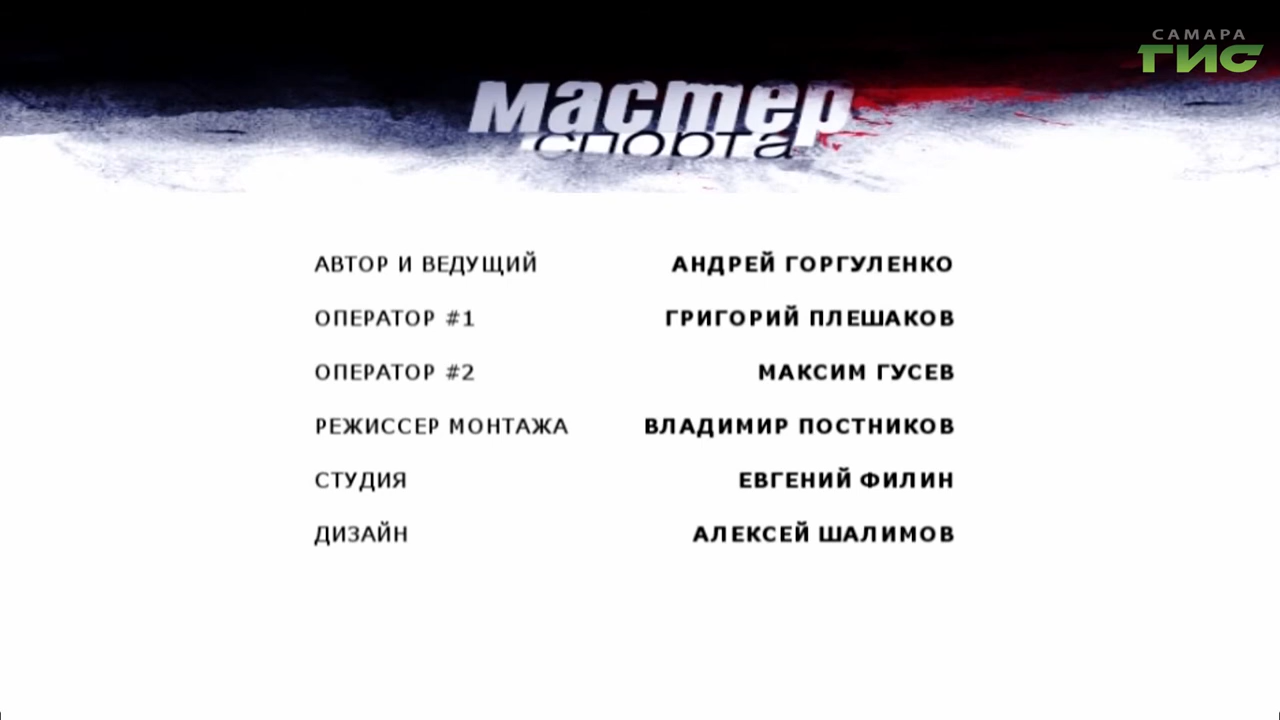 САМАРА
ГИС
мастер
спорта
АВТОР И ВЕДУЩИЙ АНДРЕЙ ГОРГУЛЕНКО
ОПЕРАТОР #1 ГРИГОРИЙ ПЛЕШАКОВ
ОПЕРАТОР #2 МАКСИМ ГУСЕВ
РЕЖИССЕР МОНТАЖА ВЛАДИМИР ПОСТНИКОВ
СТУДИЯ ЕВГЕНИЙ ФИЛИН
ДИЗАЙН АЛЕКСЕЙ ШАЛИМОВ